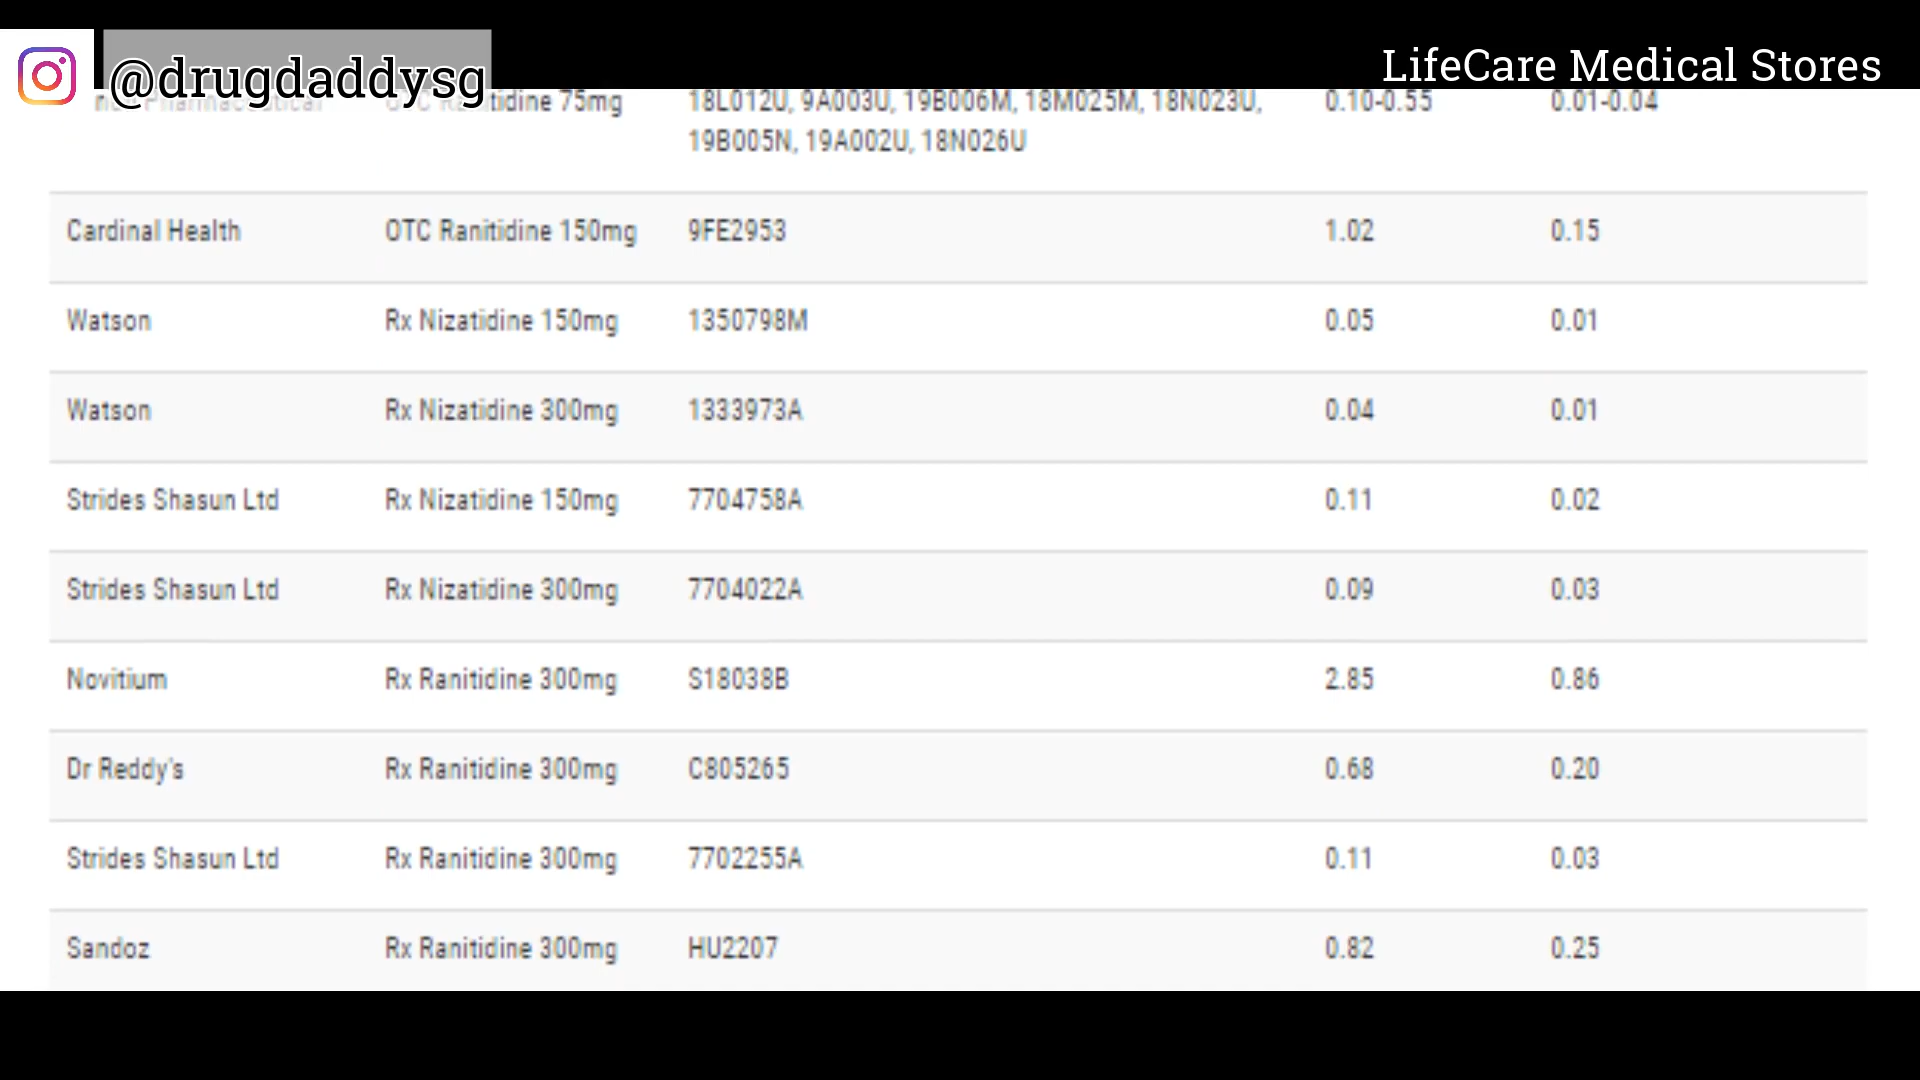 @drugdaddysg
LifeCare Medical Stores
tidine 75mg 18L012U, 9A003U, 19B006M, 18M025M, 18N023U, 0.10-0.55 0.01-0.04
19B005N, 19A002U, 18N026U
Cardinal Health OTC Ranitidine 150mg 9FE2953 1.02 0.15
Watson Rx Nizatidine 150mg 1350798M 0.05 0.01
Watson Rx Nizatidine 300mg 1333973A 0.04 0.01
Strides Shasun Ltd Rx Nizatidine 150mg 7704758A 0.11 0.02
Strides Shasun Ltd Rx Nizatidine 300mg 7704022A 0.09 0.03
Novitium Rx Ranitidine 300mg S18038B 2.85 0.86
Dr Reddy's Rx Ranitidine 300mg C805265 0.68 0.20
Strides Shasun Ltd Rx Ranitidine 300mg 7702255A 0.11 0.03
Sandoz Rx Ranitidine 300mg HU2207 0.82 0.25